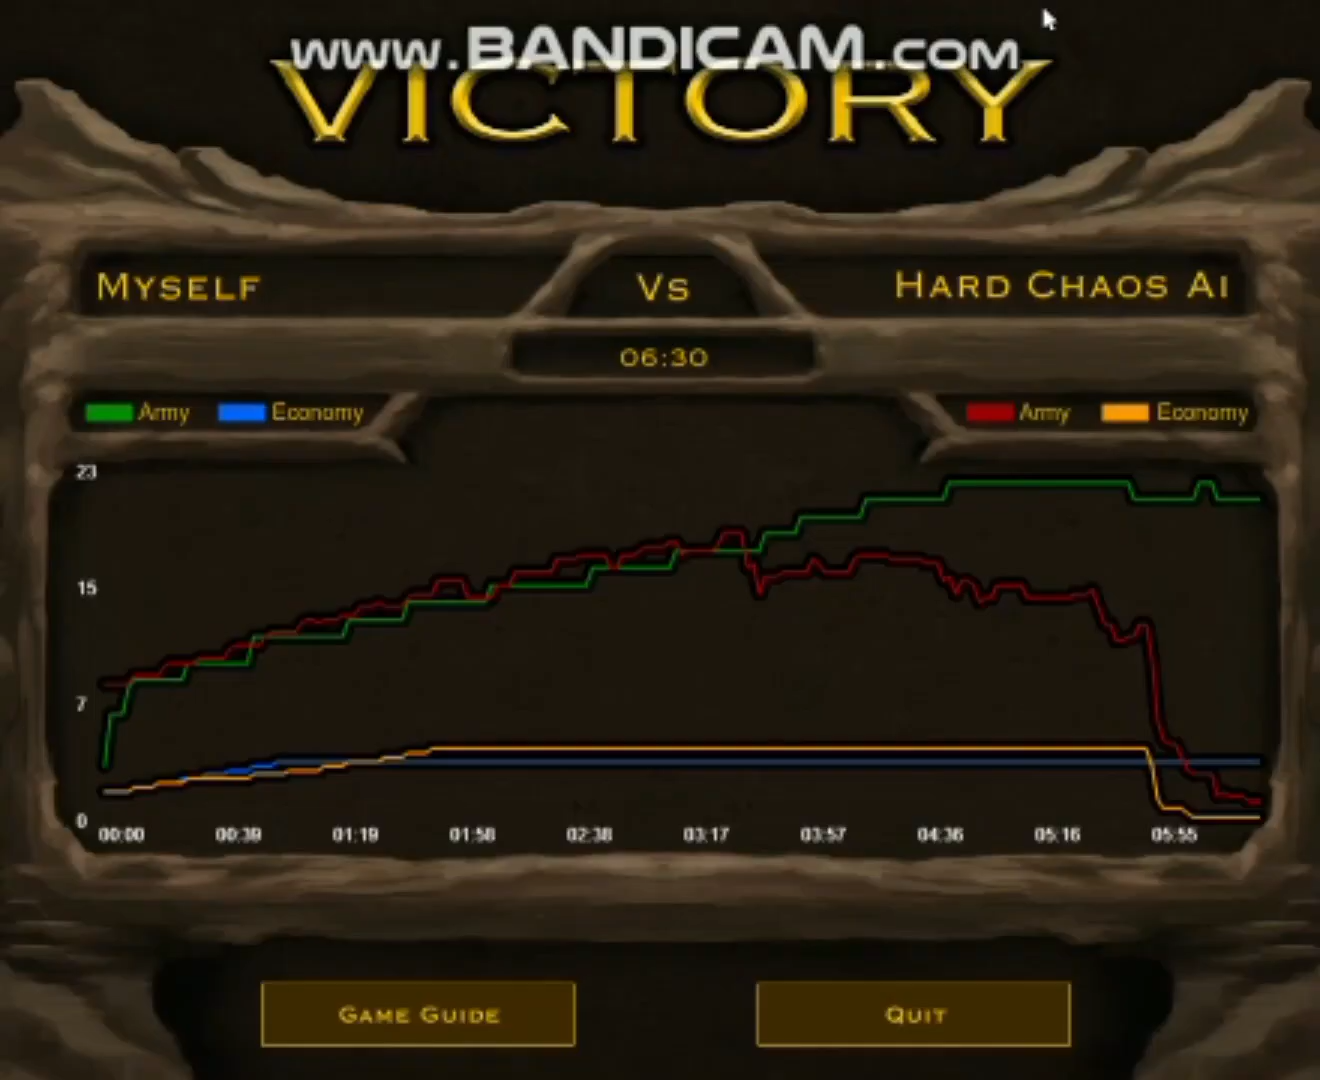 www.BANDICAM.com
VICTORY
MYSELF
VS
HARD CHAOS AI
06:30
Army
Economy
Army
Economy
23
15
7
0
00:00
00:39
01:19
01:58
02:38
03:17
03:57
04:36
05:16
05:55
GAME GUIDE
QUIT